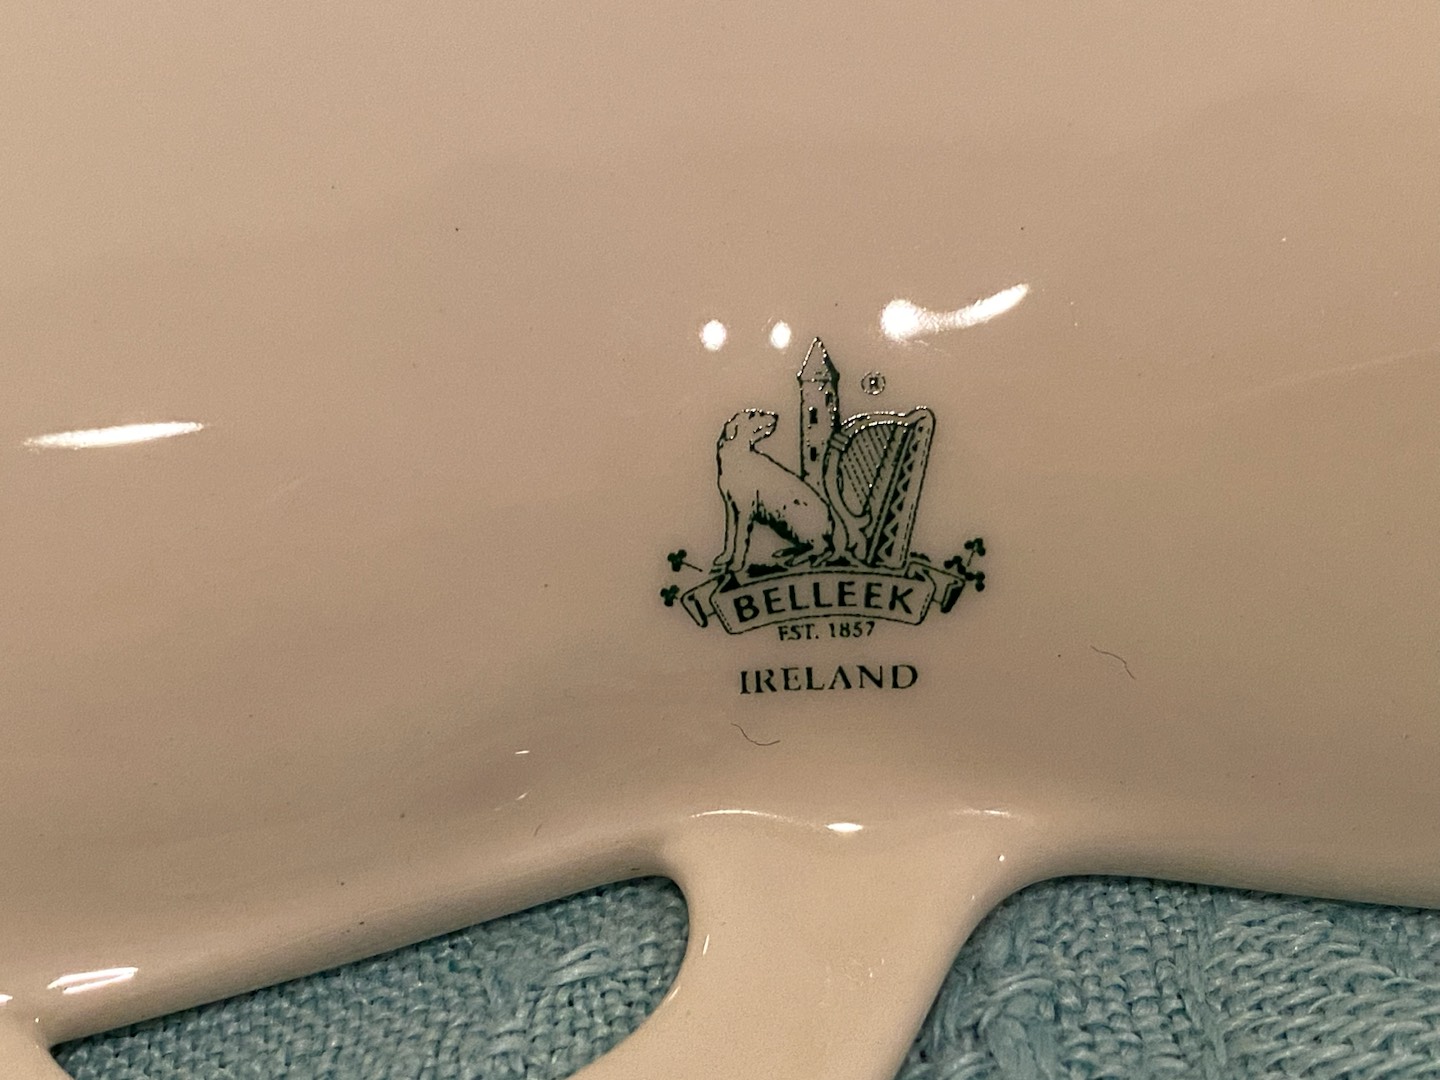 ®
BELLEEK
EST. 1857
IRELAND